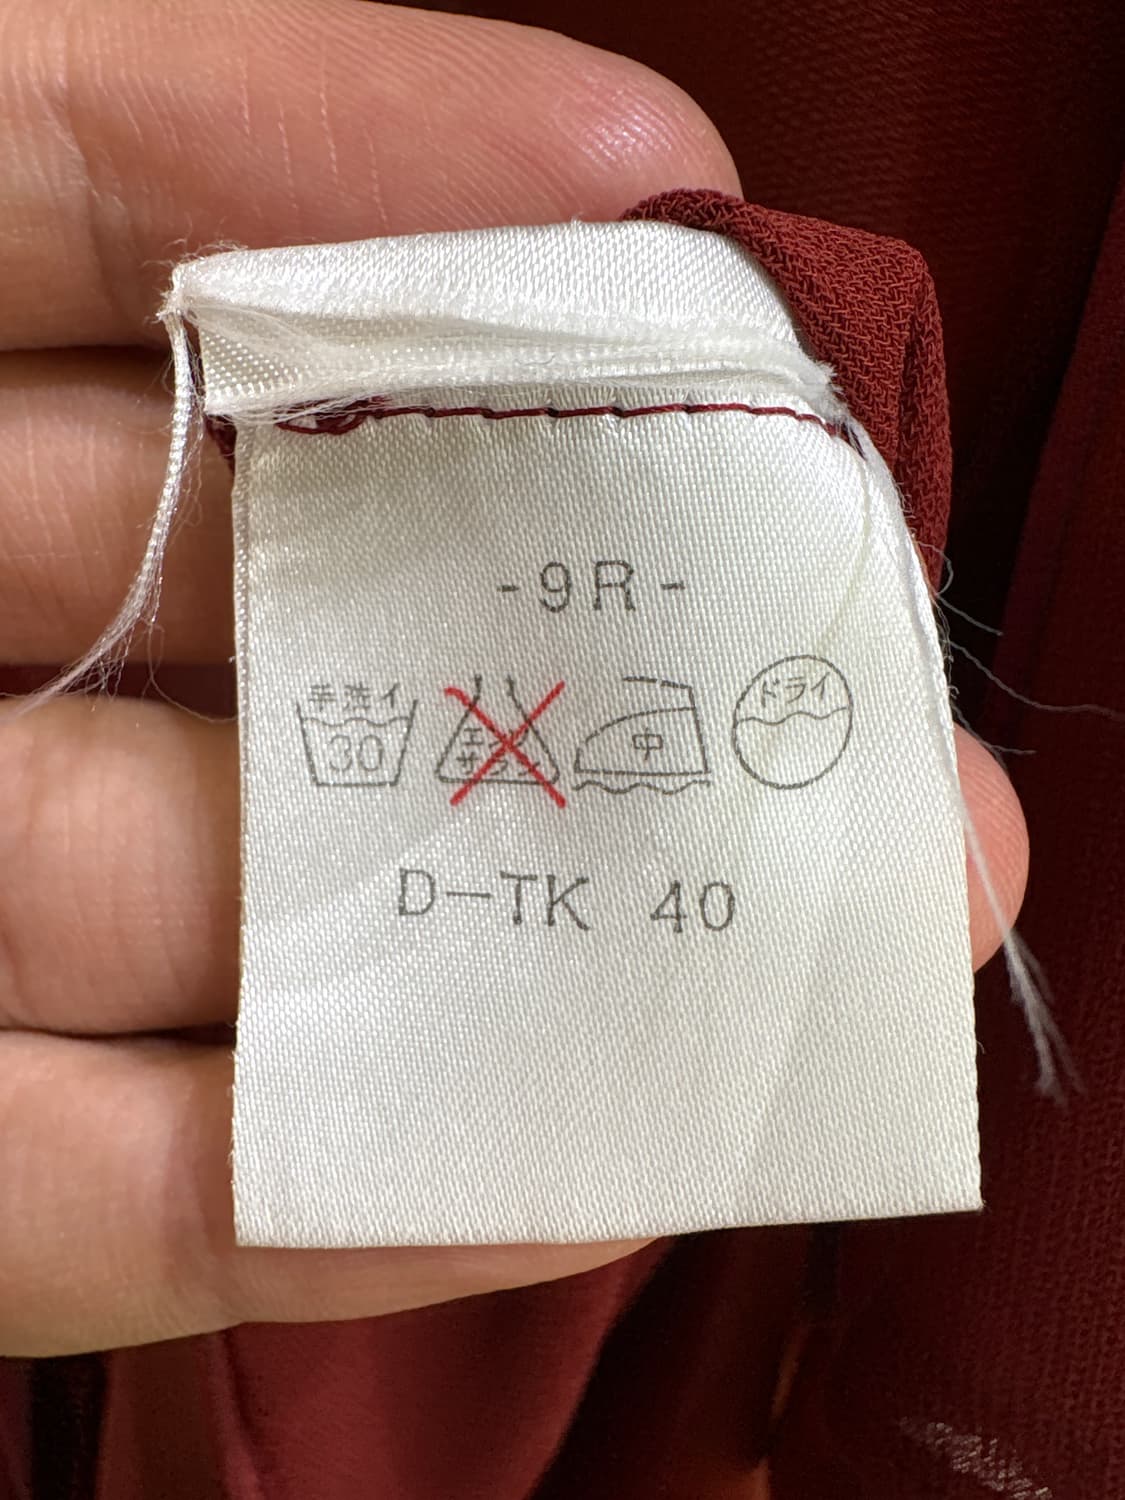 -9R-
手洗イ 30
エンソ サラシ
中
ドライ
D-TK 40